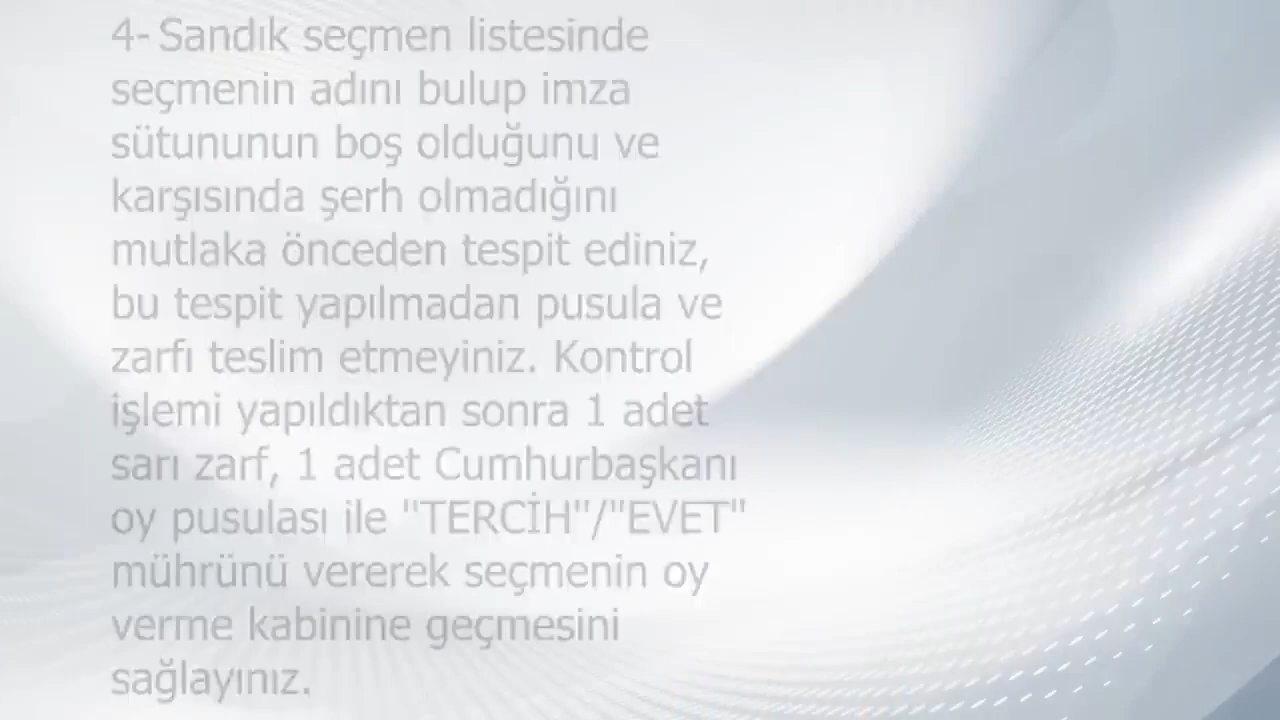 4- Sandık seçmen listesinde
seçmenin adını bulup imza
sütununun boş olduğunu ve
karşısında şerh olmadığını
mutlaka önceden tespit ediniz,
bu tespit yapılmadan pusula ve
zarfı teslim etmeyiniz. Kontrol
işlemi yapıldıktan sonra 1 adet
sarı zarf, 1 adet Cumhurbaşkanı
oy pusulası ile "TERCİH"/"EVET"
mührünü vererek seçmenin oy
verme kabinine geçmesini
sağlayınız.